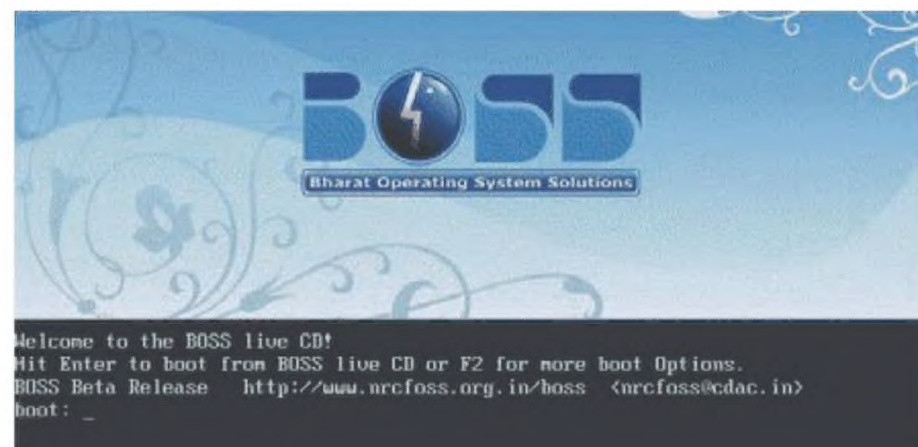 BOSS
Bharat Operating System Solutions
Welcome to the BOSS live CD!
Hit Enter to boot from BOSS live CD or F2 for more boot Options.
BOSS Beta Release   http://www.nrcfoss.org.in/boss  <nrcfoss@cdac.in>
boot: _